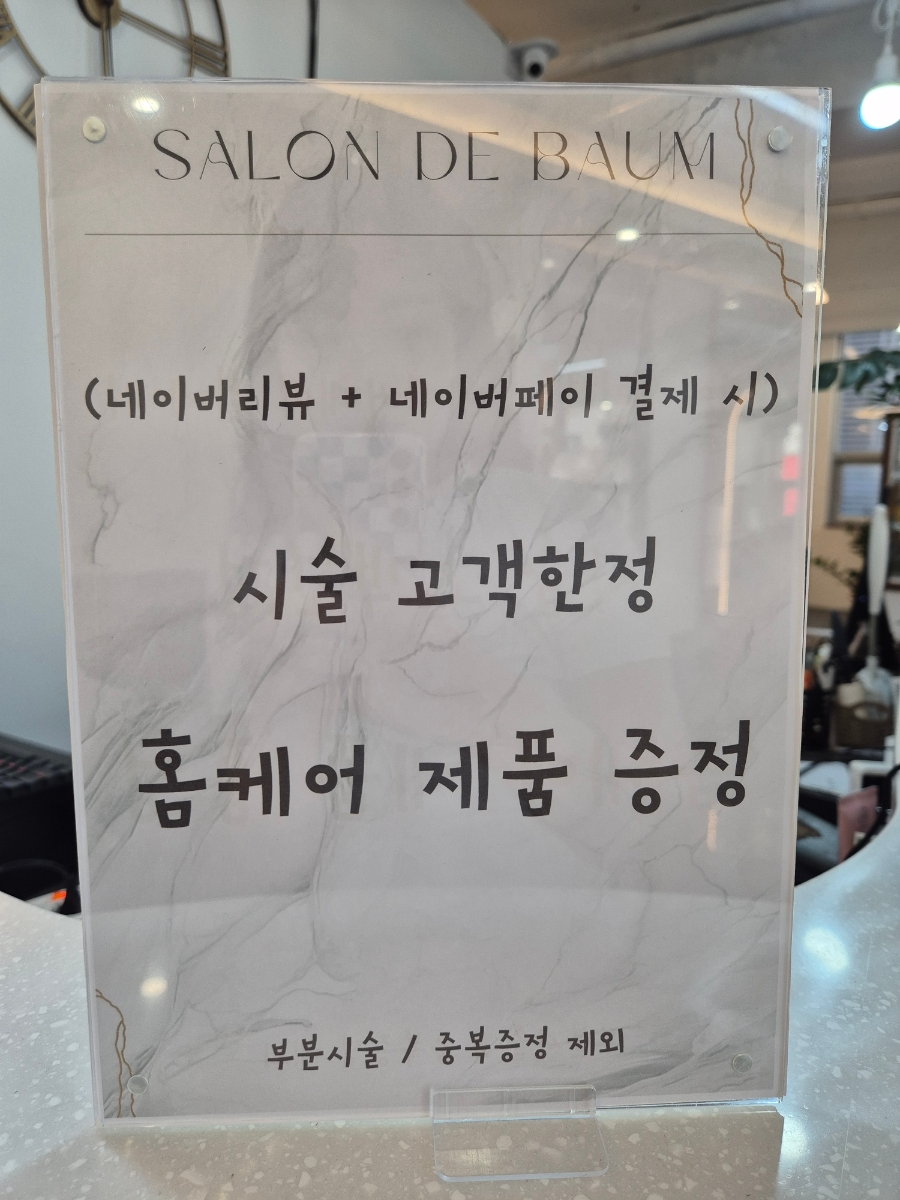 SALON DE BAUM
(네이버리뷰 + 네이버페이 결제 시)
시술 고객한정
홈케어 제품 증정
부분시술 / 중복증정 제외